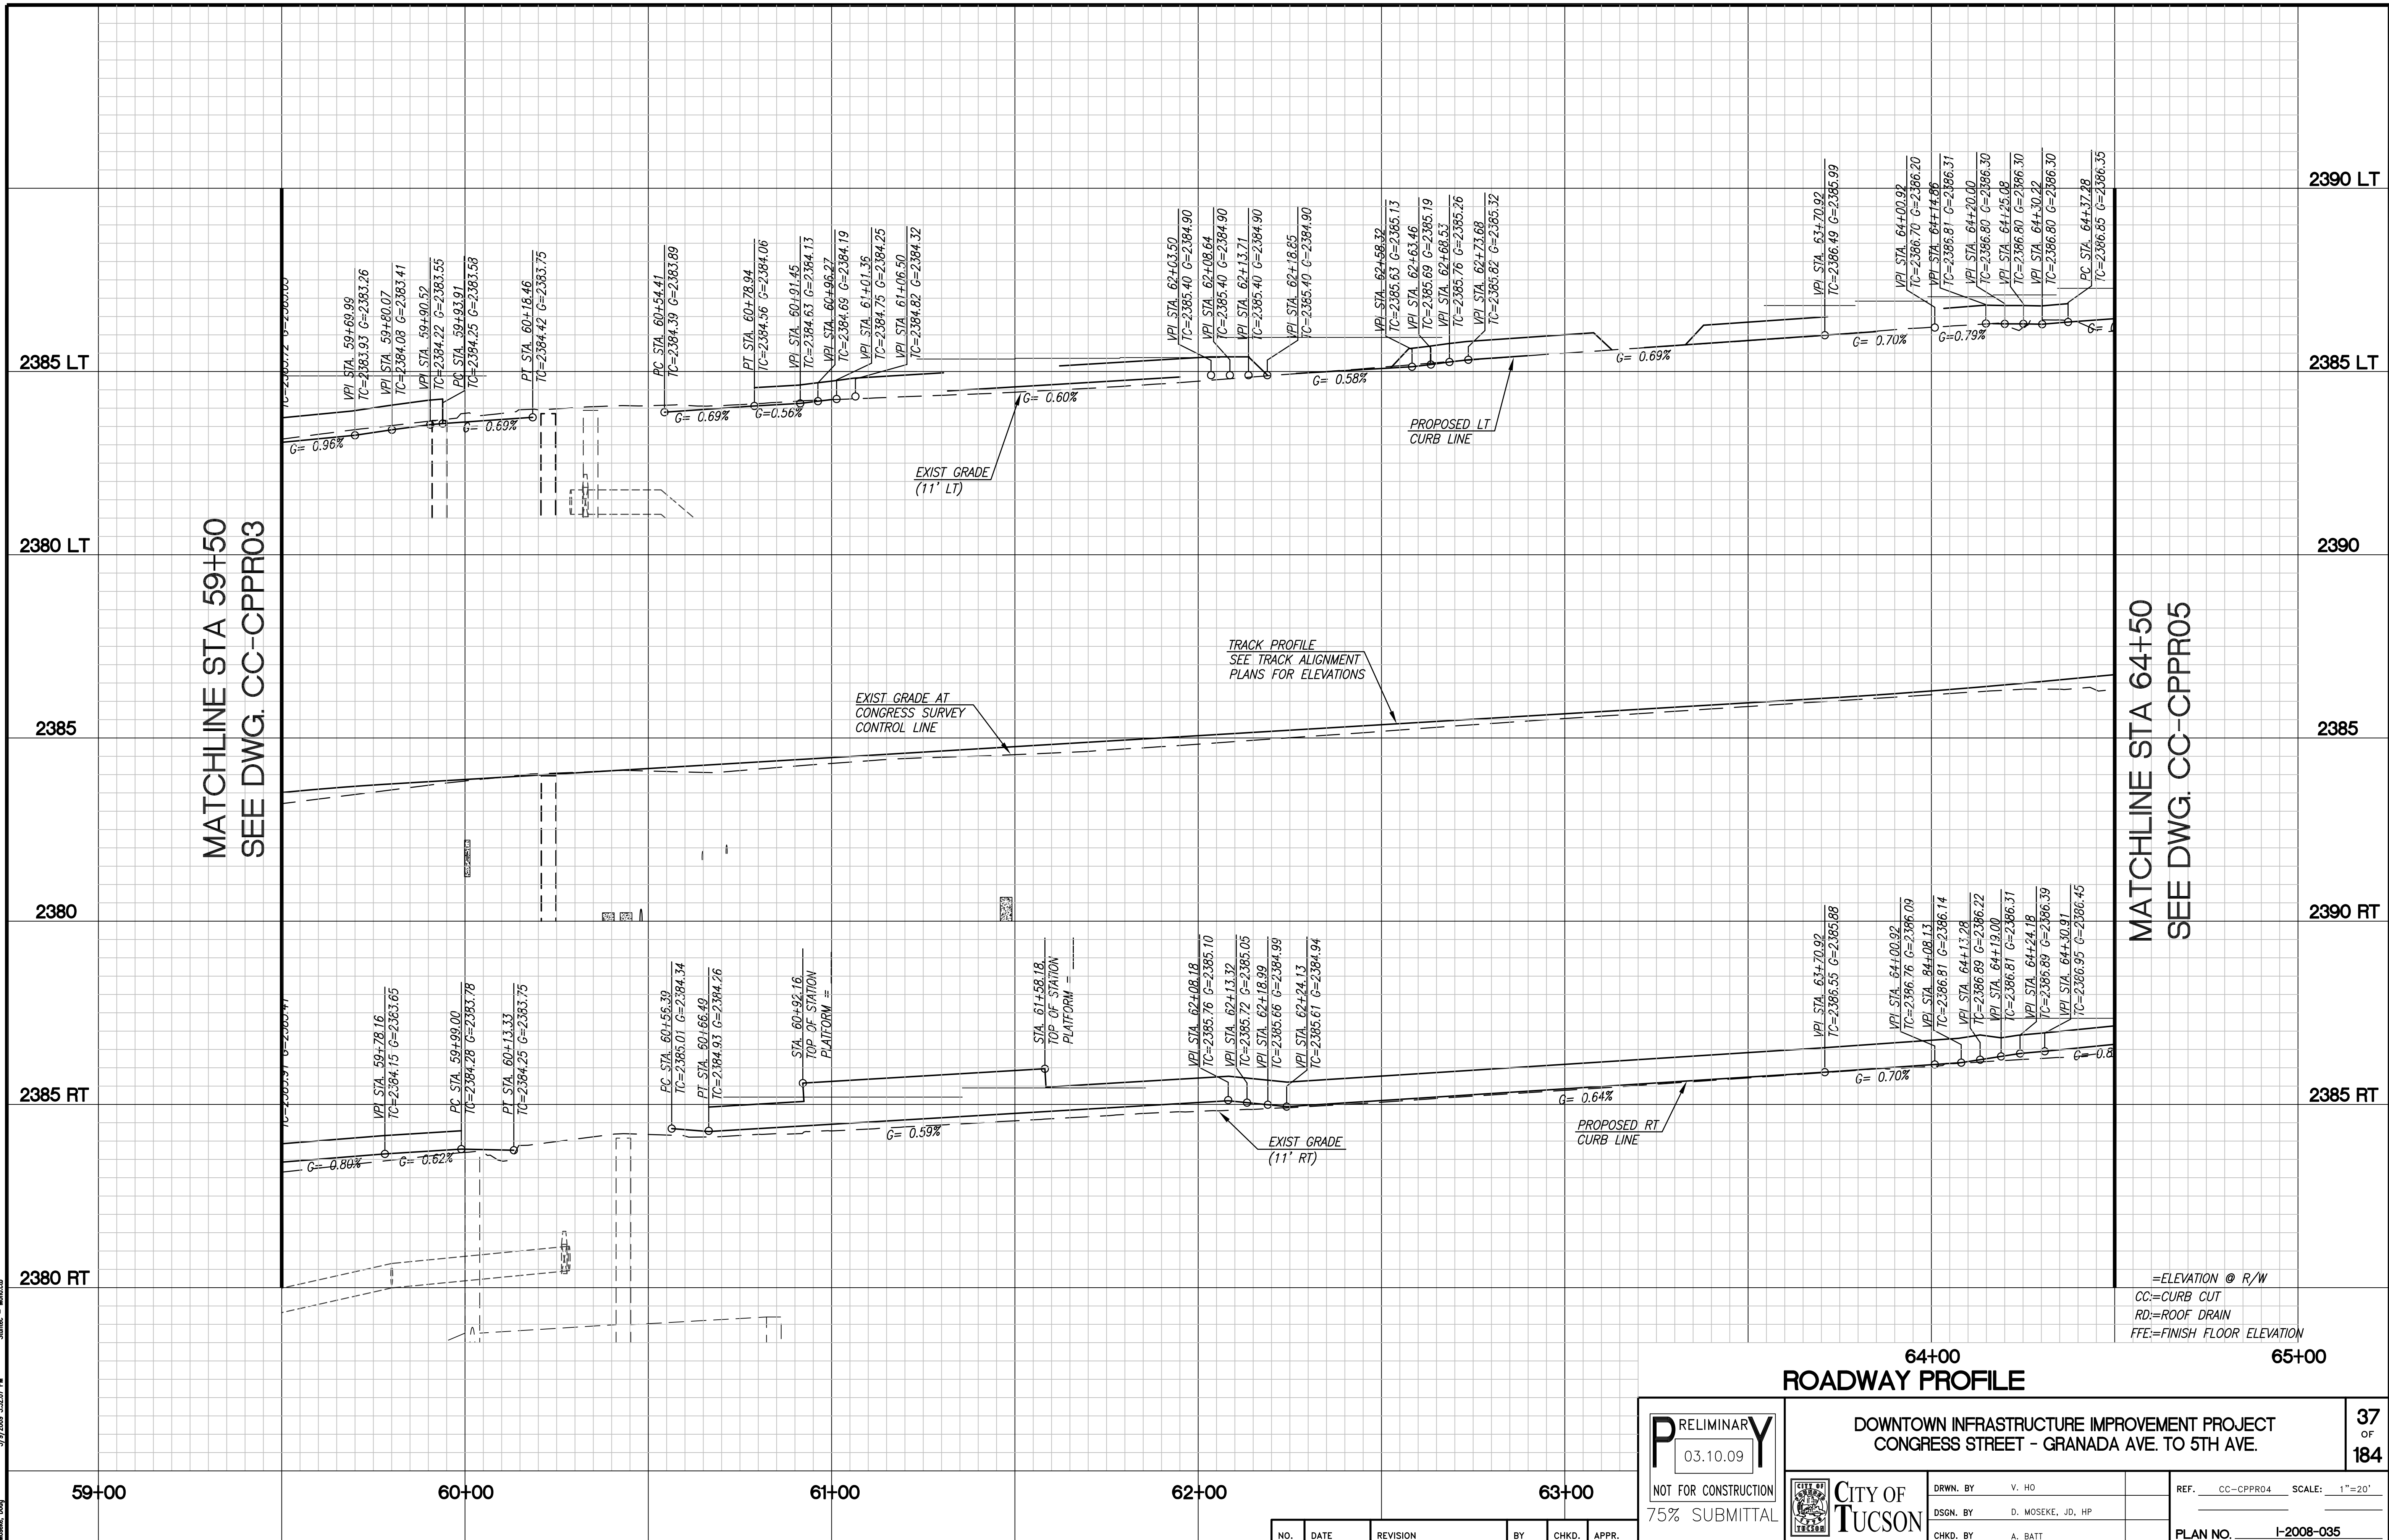 2390 LT
2385 LT
2380 LT
2385
2380
2385 RT
2380 RT
2390 LT
2385 LT
2390
2385
2390 RT
2385 RT
MATCHLINE STA 59+50
SEE DWG. CC-CPPR03
MATCHLINE STA 64+50
SEE DWG. CC-CPPR05
VPI STA. 59+69.99
TC=2383.93 G=2383.26
VPI STA. 59+80.07
TC=2384.08 G=2383.41
VPI STA. 59+90.52
TC=2384.22 G=2383.55
PC STA. 59+93.91
TC=2384.25 G=2383.58
PT STA. 60+18.46
TC=2384.42 G=2383.75
PC STA. 60+54.41
TC=2384.39 G=2383.89
PT STA. 60+78.94
TC=2384.56 G=2384.06
VPI STA. 60+91.45
TC=2384.63 G=2384.13
VPI STA. 60+96.27
TC=2384.69 G=2384.19
VPI STA. 61+01.36
TC=2384.75 G=2384.25
VPI STA. 61+06.50
TC=2384.82 G=2384.32
VPI STA. 62+03.50
TC=2385.40 G=2384.90
VPI STA. 62+08.64
TC=2385.40 G=2384.90
VPI STA. 62+13.71
TC=2385.40 G=2384.90
VPI STA. 62+18.85
TC=2385.40 G=2384.90
VPI STA. 62+58.32
TC=2385.63 G=2385.13
VPI STA. 62+63.46
TC=2385.69 G=2385.19
VPI STA. 62+68.53
TC=2385.76 G=2385.26
VPI STA. 62+73.68
TC=2385.82 G=2385.32
VPI STA. 63+70.92
TC=2386.49 G=2385.99
VPI STA. 64+00.92
TC=2386.70 G=2386.20
VPI STA. 64+14.86
TC=2386.81 G=2386.31
VPI STA. 64+20.00
TC=2386.80 G=2386.30
VPI STA. 64+25.08
TC=2386.80 G=2386.30
VPI STA. 64+30.22
TC=2386.80 G=2386.30
PC STA. 64+37.28
TC=2386.85 G=2386.35
G= 0.96%
G= 0.69%
G= 0.69%
G=0.56%
G= 0.60%
G= 0.58%
G= 0.69%
G= 0.70%
G=0.79%
G=
EXIST GRADE
(11' LT)
PROPOSED LT
CURB LINE
TRACK PROFILE
SEE TRACK ALIGNMENT
PLANS FOR ELEVATIONS
EXIST GRADE AT
CONGRESS SURVEY
CONTROL LINE
VPI STA. 59+78.16
TC=2384.15 G=2383.65
PC STA. 59+99.00
TC=2384.28 G=2383.78
PT STA. 60+13.33
TC=2384.25 G=2383.75
PC STA. 60+56.39
TC=2385.01 G=2384.34
PT STA. 60+66.49
TC=2384.93 G=2384.26
STA. 60+92.16
TOP OF STATION
PLATFORM =
STA. 61+58.18
TOP OF STATION
PLATFORM =
VPI STA. 62+08.18
TC=2385.76 G=2385.10
VPI STA. 62+13.32
TC=2385.72 G=2385.05
VPI STA. 62+18.99
TC=2385.66 G=2384.99
VPI STA. 62+24.13
TC=2385.61 G=2384.94
VPI STA. 63+70.92
TC=2386.55 G=2385.88
VPI STA. 64+00.92
TC=2386.76 G=2386.09
VPI STA. 84+08.13
TC=2386.81 G=2386.14
VPI STA. 64+13.28
TC=2386.89 G=2386.22
VPI STA. 64+19.00
TC=2386.81 G=2386.31
VPI STA. 64+24.18
TC=2386.89 G=2386.39
VPI STA. 64+30.91
TC=2386.95 G=2386.45
G= 0.80%
G= 0.62%
G= 0.59%
G= 0.64%
G= 0.70%
G=0.8
EXIST GRADE
(11' RT)
PROPOSED RT
CURB LINE
=ELEVATION @ R/W
CC:=CURB CUT
RD:=ROOF DRAIN
FFE:=FINISH FLOOR ELEVATION
64+00
65+00
ROADWAY PROFILE
59+00
60+00
61+00
62+00
63+00
PRELIMINARY
03.10.09
NOT FOR CONSTRUCTION
75% SUBMITTAL
DOWNTOWN INFRASTRUCTURE IMPROVEMENT PROJECT
CONGRESS STREET - GRANADA AVE. TO 5TH AVE.
37
OF
184
CITY OF
TUCSON
CITY OF
TUCSON
DRWN. BY V. HO
DSGN. BY D. MOSEKE, JD, HP
CHKD. BY A. BATT
REF. CC-CPPR04 SCALE: 1"=20'
PLAN NO. I-2008-035
NO. DATE REVISION BY CHKD. APPR.